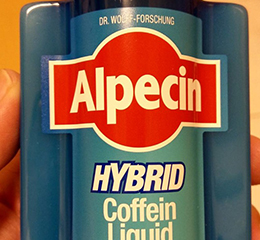 DR. WOLFF-FORSCHUNG
Alpecin
HYBRID
Coffein
Liquid